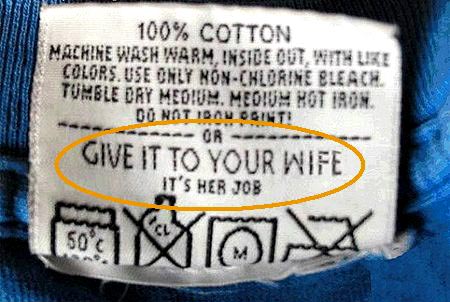 100% COTTON
MACHINE WASH WARM, INSIDE OUT, WITH LIKE
COLORS. USE ONLY NON-CHLORINE BLEACH.
TUMBLE DRY MEDIUM. MEDIUM HOT IRON.
DO NOT IRON PRINT!
OR
GIVE IT TO YOUR WIFE
IT'S HER JOB
50°C
CL
M